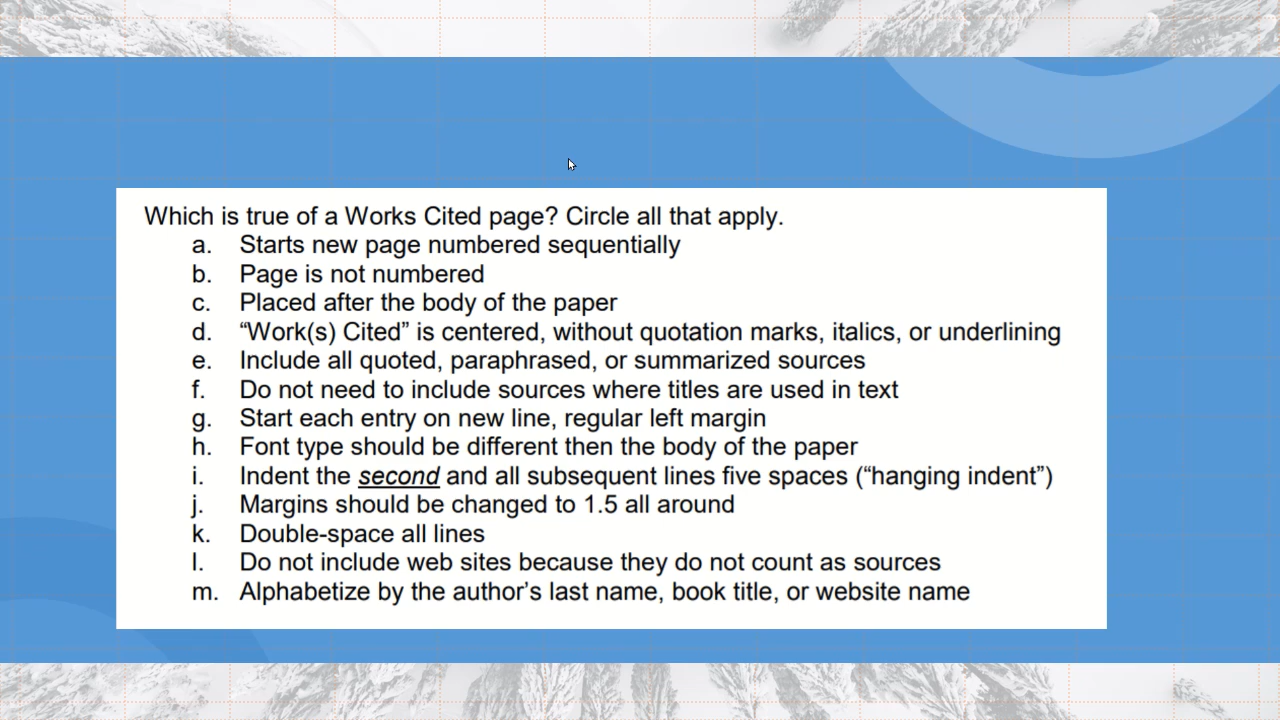 Which is true of a Works Cited page? Circle all that apply.
a. Starts new page numbered sequentially
b. Page is not numbered
c. Placed after the body of the paper
d. “Work(s) Cited” is centered, without quotation marks, italics, or underlining
e. Include all quoted, paraphrased, or summarized sources
f. Do not need to include sources where titles are used in text
g. Start each entry on new line, regular left margin
h. Font type should be different then the body of the paper
i. Indent the second and all subsequent lines five spaces (“hanging indent”)
j. Margins should be changed to 1.5 all around
k. Double-space all lines
l. Do not include web sites because they do not count as sources
m. Alphabetize by the author’s last name, book title, or website name